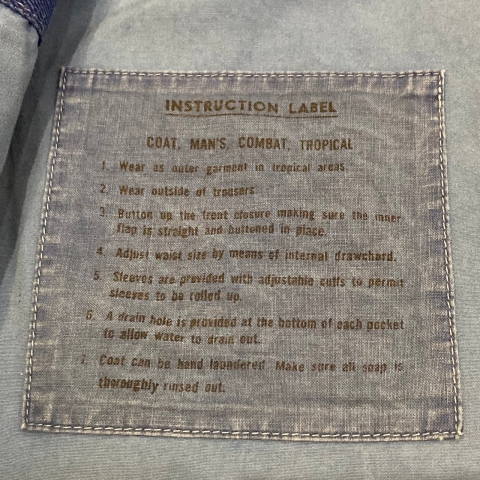 INSTRUCTION LABEL
COAT, MAN'S, COMBAT, TROPICAL
1. Wear as outer garment in tropical areas.
2. Wear outside of trousers
3. Button up the front closure making sure the inner
flap is straight and buttoned in place.
4. Adjust waist size by means of internal drawchard.
5. Sleeves are provided with adjustable cuffs to permit
sleeves to be rolled up.
6. A drain hole is provided at the bottom of each pocket
to allow water to drain out.
7. Coat can be hand laundered Make sure all soap is
thoroughly rinsed out.